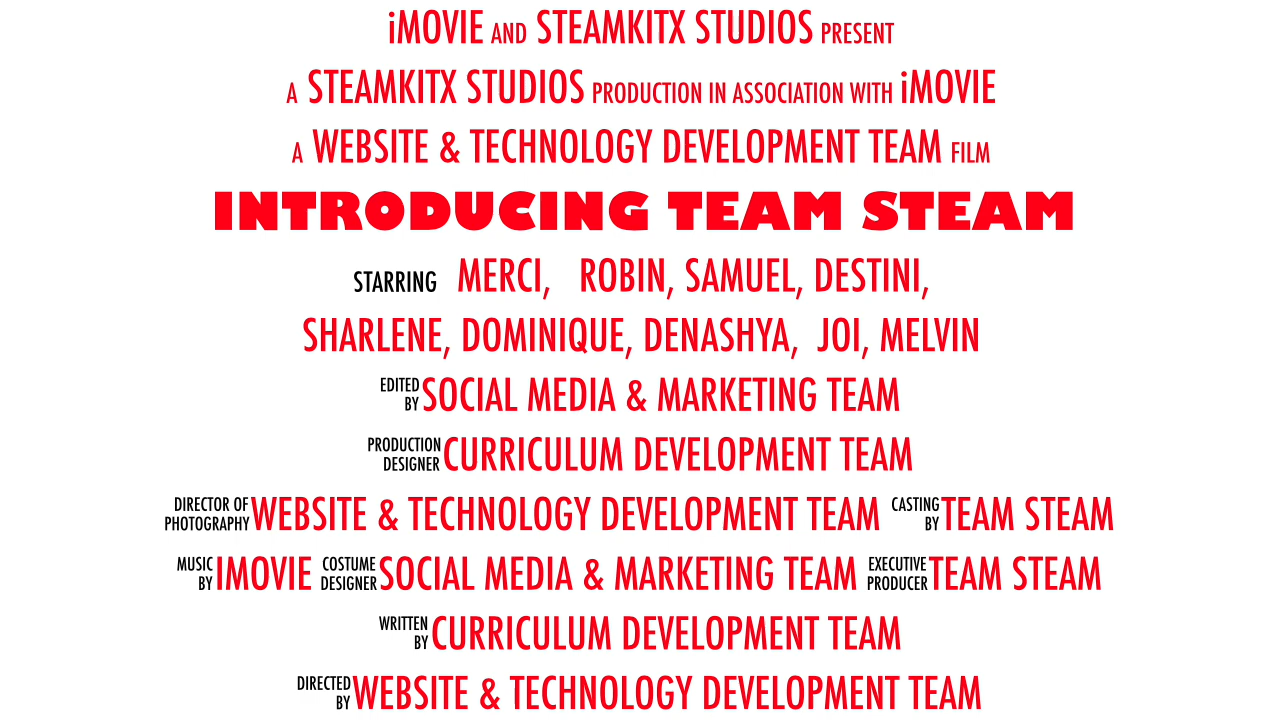 iMOVIE AND STEAMKITX STUDIOS PRESENT
A STEAMKITX STUDIOS PRODUCTION IN ASSOCIATION WITH iMOVIE
A WEBSITE & TECHNOLOGY DEVELOPMENT TEAM FILM
INTRODUCING TEAM STEAM
STARRING MERCI, ROBIN, SAMUEL, DESTINI,
SHARLENE, DOMINIQUE, DENASHYA, JOI, MELVIN
EDITED BY SOCIAL MEDIA & MARKETING TEAM
PRODUCTION DESIGNER CURRICULUM DEVELOPMENT TEAM
DIRECTOR OF PHOTOGRAPHY WEBSITE & TECHNOLOGY DEVELOPMENT TEAM CASTING BY TEAM STEAM
MUSIC BY IMOVIE COSTUME DESIGNER SOCIAL MEDIA & MARKETING TEAM EXECUTIVE PRODUCER TEAM STEAM
WRITTEN BY CURRICULUM DEVELOPMENT TEAM
DIRECTED BY WEBSITE & TECHNOLOGY DEVELOPMENT TEAM